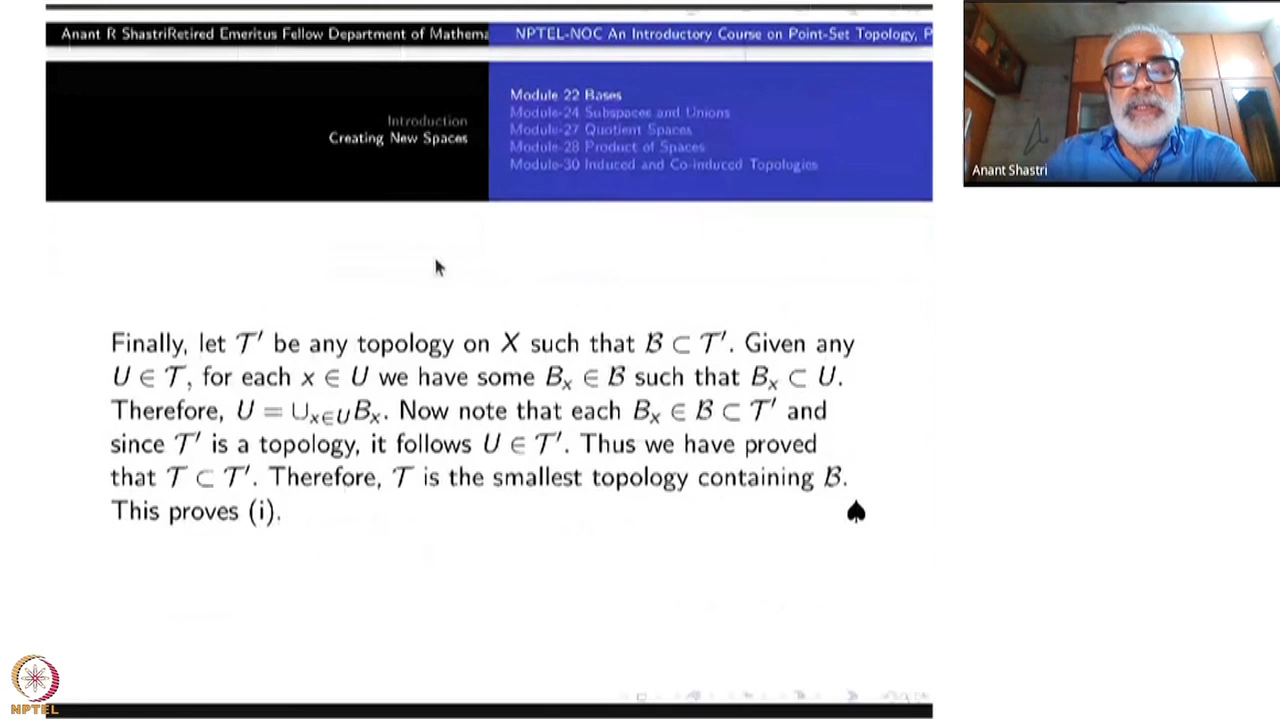 Anant R ShastriRetired Emeritus Fellow Department of Mathema
NPTEL-NOC An Introductory Course on Point-Set Topology, P
Introduction
Creating New Spaces
Module 22 Bases
Module-24 Subspaces and Unions
Module-27 Quotient Spaces
Module-28 Product of Spaces
Module-30 Induced and Co-induced Topologies
Anant Shastri
Finally, let 𝒯′ be any topology on X such that ℬ ⊂ 𝒯′. Given any
U ∈ 𝒯, for each x ∈ U we have some Bₓ ∈ ℬ such that Bₓ ⊂ U.
Therefore, U = ∪_{x∈U}Bₓ. Now note that each Bₓ ∈ ℬ ⊂ 𝒯′ and
since 𝒯′ is a topology, it follows U ∈ 𝒯′. Thus we have proved
that 𝒯 ⊂ 𝒯′. Therefore, 𝒯 is the smallest topology containing ℬ.
This proves (i). ♠
NPTEL